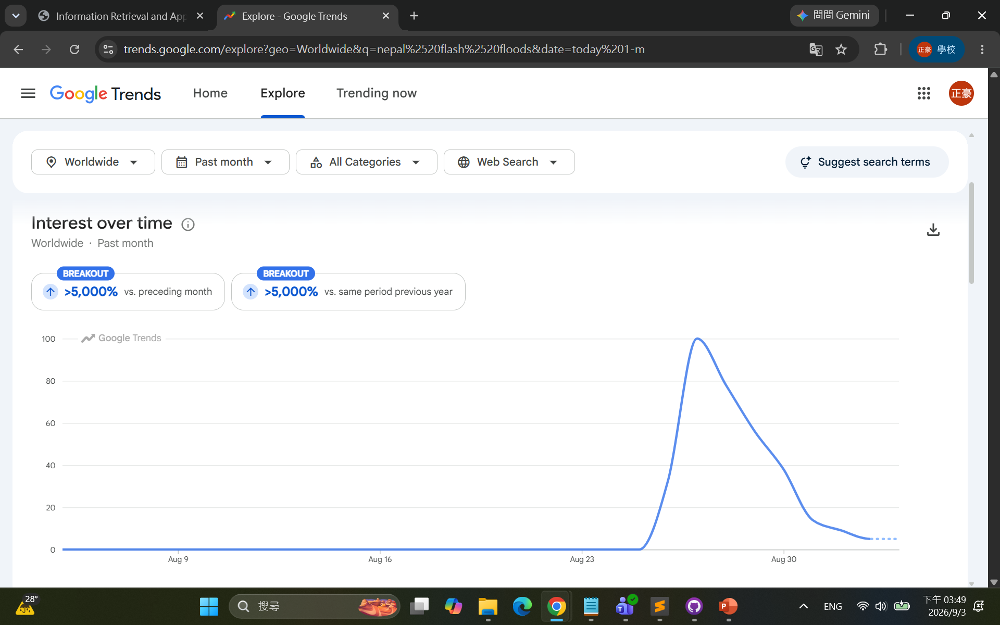 Information Retrieval and App
Explore - Google Trends
問問 Gemini
trends.google.com/explore?geo=Worldwide&q=nepal%2520flash%2520floods&date=today%201-m
正豪 學校
Google Trends
Home
Explore
Trending now
正豪
Worldwide
Past month
All Categories
Web Search
Suggest search terms
Interest over time
Worldwide · Past month
BREAKOUT
>5,000% vs. preceding month
BREAKOUT
>5,000% vs. same period previous year
Google Trends
100
80
60
40
20
0
Aug 9
Aug 16
Aug 23
Aug 30
28°
搜尋
ENG
下午 03:49
2026/9/3